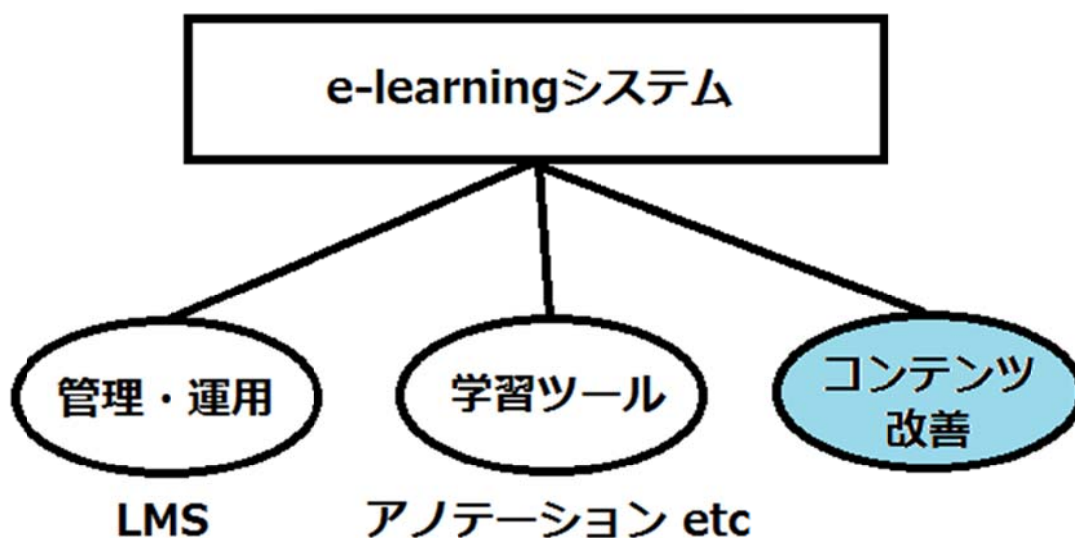 e-learningシステム
管理・運用
学習ツール
コンテンツ
改善
LMS
アノテーション etc